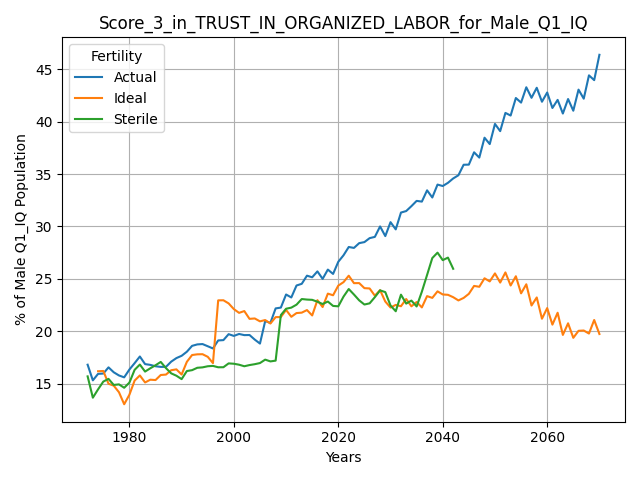 Score_3_in_TRUST_IN_ORGANIZED_LABOR_for_Male_Q1_IQ
Fertility
Actual
Ideal
Sterile
% of Male Q1_IQ Population
45
40
35
30
25
20
15
1980
2000
2020
2040
2060
Years